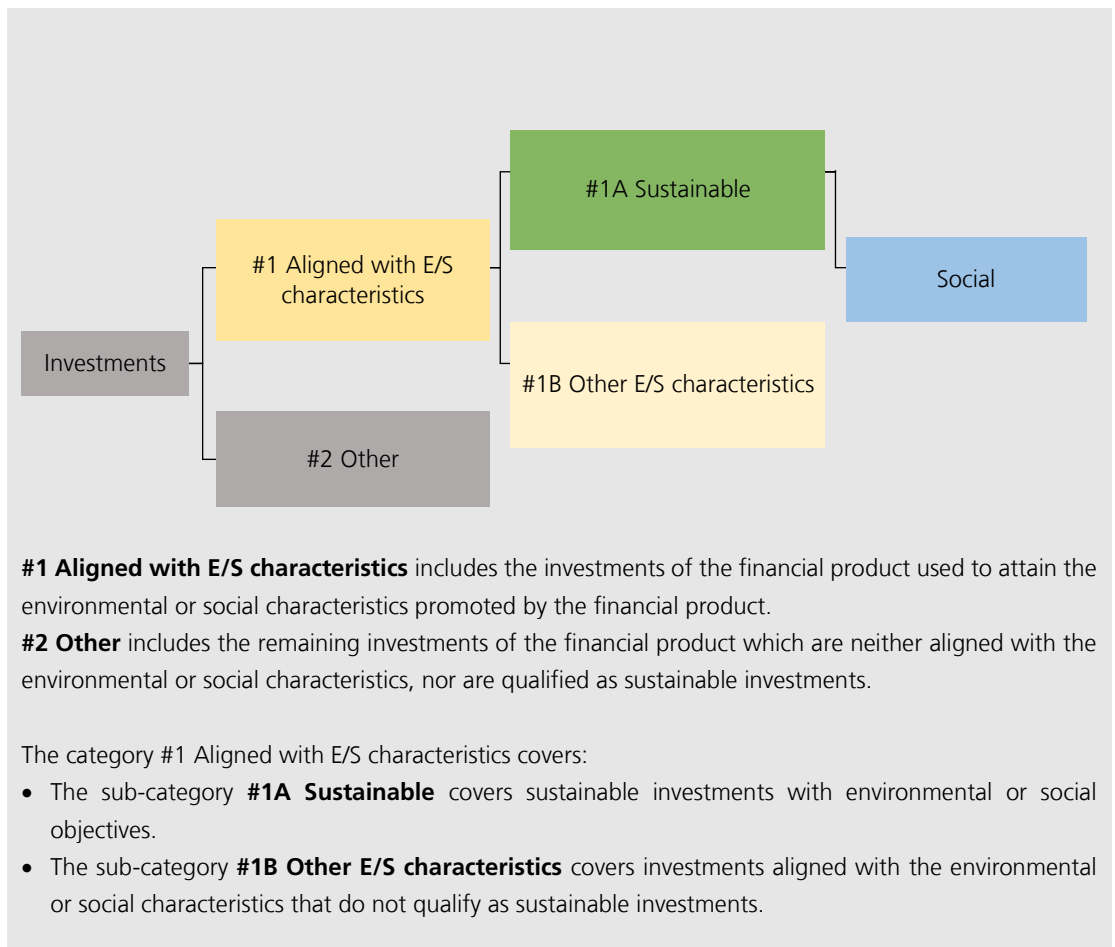 #1A Sustainable
#1 Aligned with E/S
characteristics
Social
Investments
#1B Other E/S characteristics
#2 Other
#1 Aligned with E/S characteristics includes the investments of the financial product used to attain the
environmental or social characteristics promoted by the financial product.
#2 Other includes the remaining investments of the financial product which are neither aligned with the
environmental or social characteristics, nor are qualified as sustainable investments.
The category #1 Aligned with E/S characteristics covers:
• The sub-category #1A Sustainable covers sustainable investments with environmental or social
objectives.
• The sub-category #1B Other E/S characteristics covers investments aligned with the environmental
or social characteristics that do not qualify as sustainable investments.